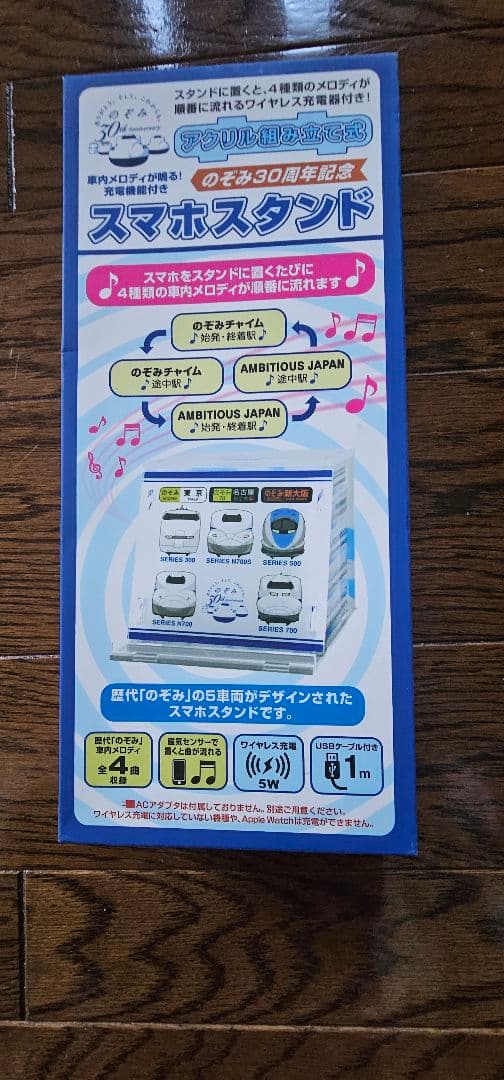 スタンドに置くと、4種類のメロディが
順番に流れるワイヤレス充電器付き!
のぞみ
30th Anniversary
アクリル組み立て式
車内メロディが鳴る!
充電機能付き
のぞみ30周年記念
スマホスタンド
スマホをスタンドに置くたびに
4種類の車内メロディが順番に流れます
のぞみチャイム
始発・終着駅
のぞみチャイム
途中駅
AMBITIOUS JAPAN
途中駅
AMBITIOUS JAPAN
始発・終着駅
のぞみ 東京
のぞみ 名古屋
のぞみ 新大阪
SERIES 300
SERIES N700S
SERIES 500
SERIES N700
のぞみ
30th
SERIES 700
歴代「のぞみ」の5車両がデザインされた
スマホスタンドです。
歴代「のぞみ」
車内メロディ
全4曲
収録
磁気センサーで
置くと曲が流れる
ワイヤレス充電
5W
USBケーブル付き
1m
ACアダプタは付属しておりません。別途ご用意ください。
ワイヤレス充電に対応していない機種や、Apple Watchは充電ができません。